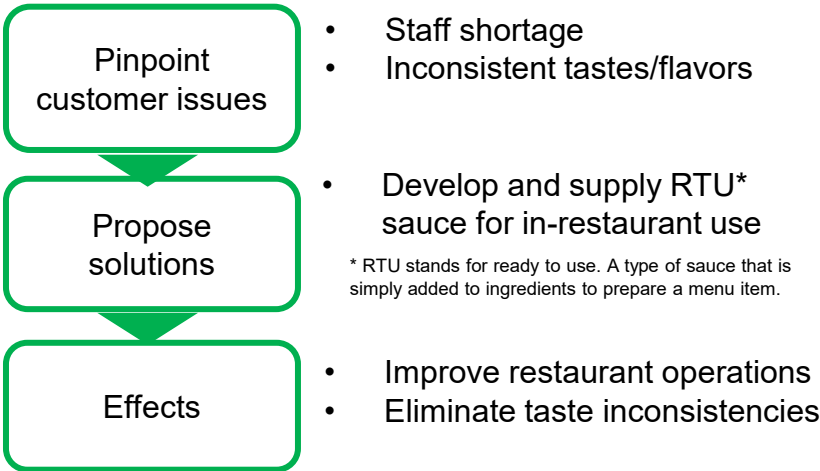 Pinpoint
customer issues
• Staff shortage
• Inconsistent tastes/flavors
Propose
solutions
• Develop and supply RTU*
sauce for in-restaurant use
* RTU stands for ready to use. A type of sauce that is
simply added to ingredients to prepare a menu item.
Effects
• Improve restaurant operations
• Eliminate taste inconsistencies